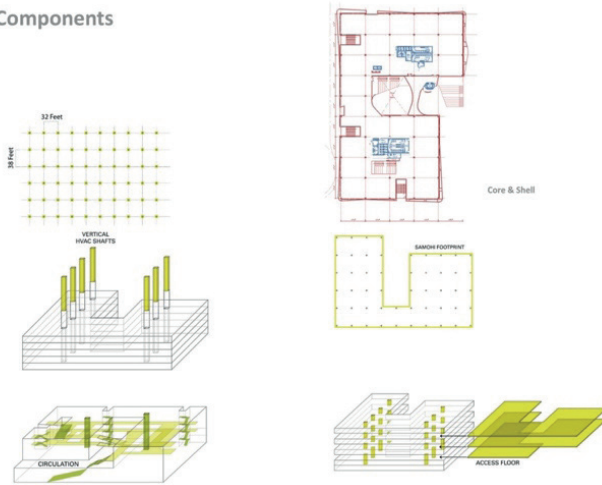 Components
32 Feet
38 Feet
Core & Shell
VERTICAL
HVAC SHAFTS
SAMOHI FOOTPRINT
CIRCULATION
ACCESS FLOOR